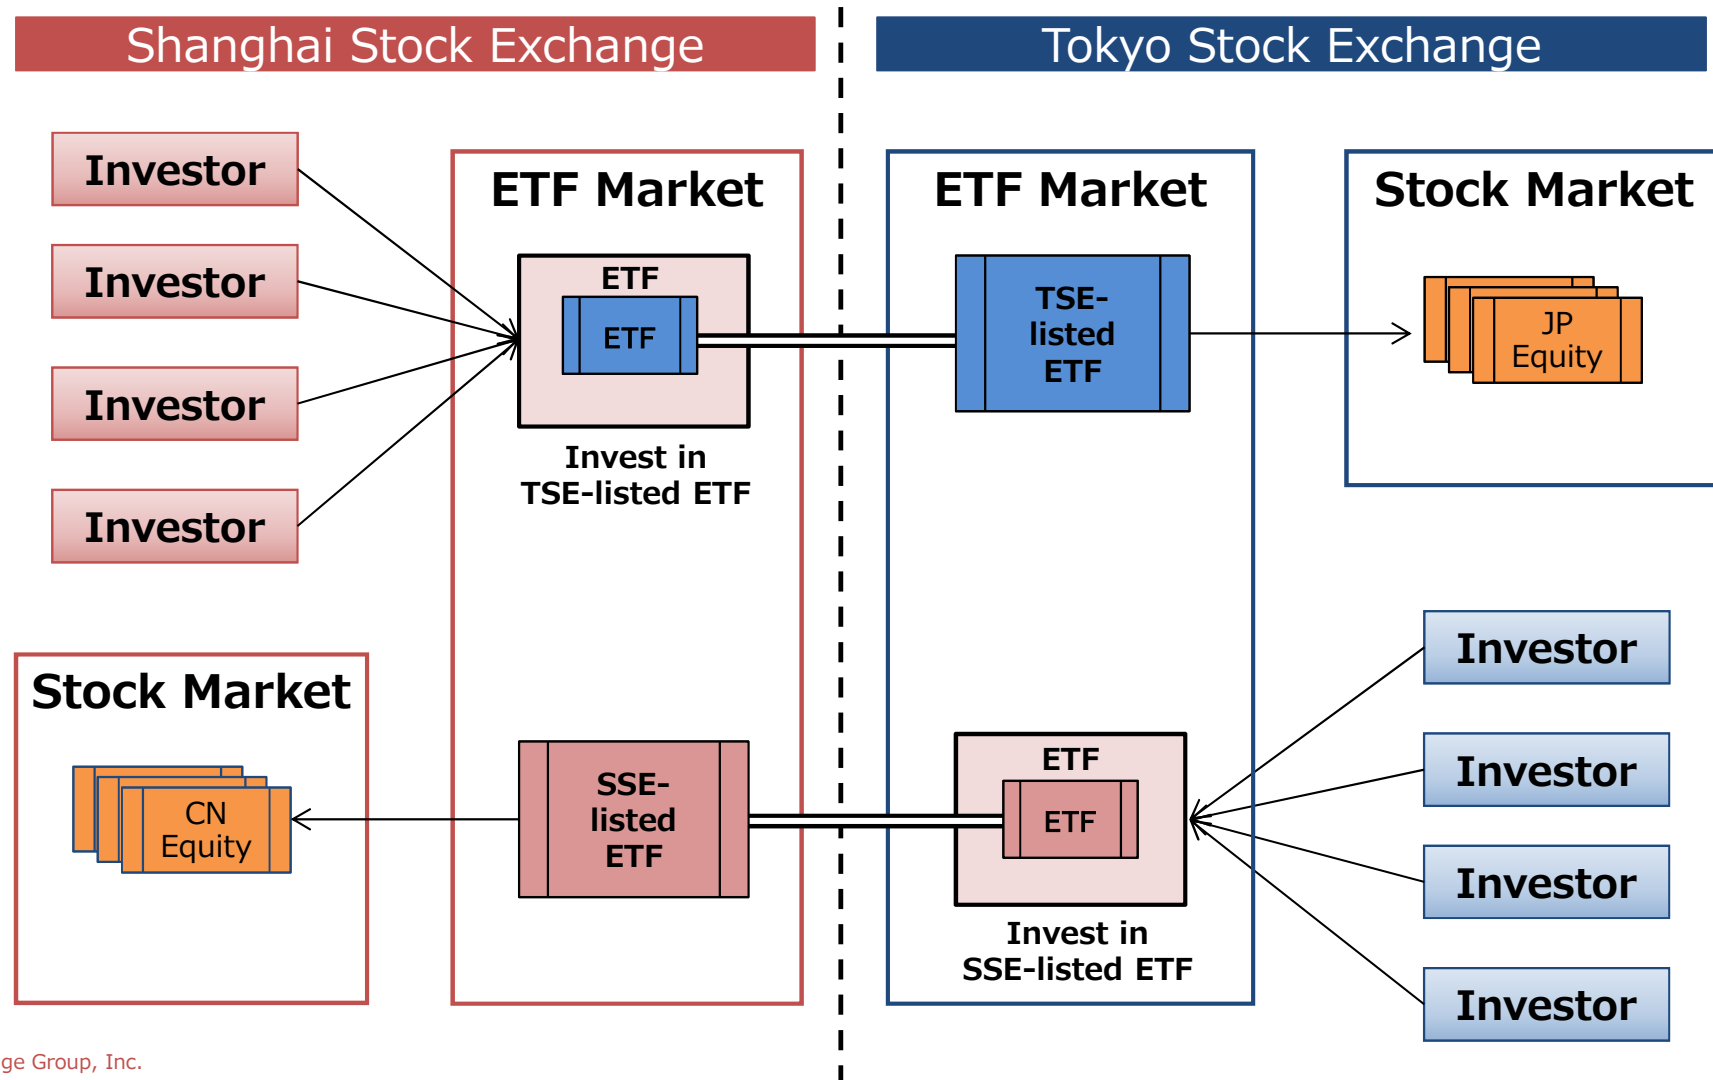 Shanghai Stock Exchange
Tokyo Stock Exchange
Investor
Investor
Investor
Investor
ETF Market
ETF
ETF
Invest in
TSE-listed ETF
ETF Market
TSE-
listed
ETF
Stock Market
JP
Equity
Stock Market
CN
Equity
SSE-
listed
ETF
ETF
ETF
Invest in
SSE-listed ETF
Investor
Investor
Investor
Investor
ge Group, Inc.